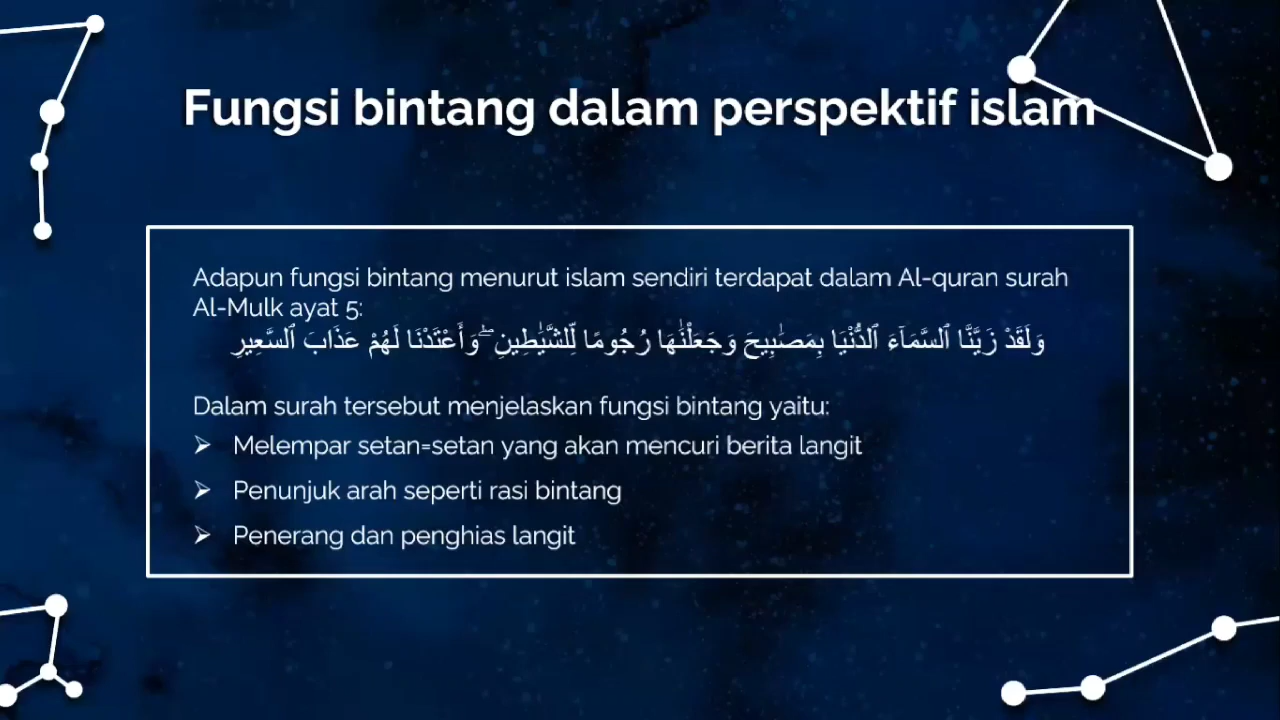 Fungsi bintang dalam perspektif islam
Adapun fungsi bintang menurut islam sendiri terdapat dalam Al-quran surah
Al-Mulk ayat 5:
وَلَقَدْ زَيَّنَّا ٱلسَّمَآءَ ٱلدُّنْيَا بِمَصَٰبِيحَ وَجَعَلْنَٰهَا رُجُومًا لِّلشَّيَٰطِينِ ۖ وَأَعْتَدْنَا لَهُمْ عَذَابَ ٱلسَّعِيرِ
Dalam surah tersebut menjelaskan fungsi bintang yaitu:
➢ Melempar setan=setan yang akan mencuri berita langit
➢ Penunjuk arah seperti rasi bintang
➢ Penerang dan penghias langit